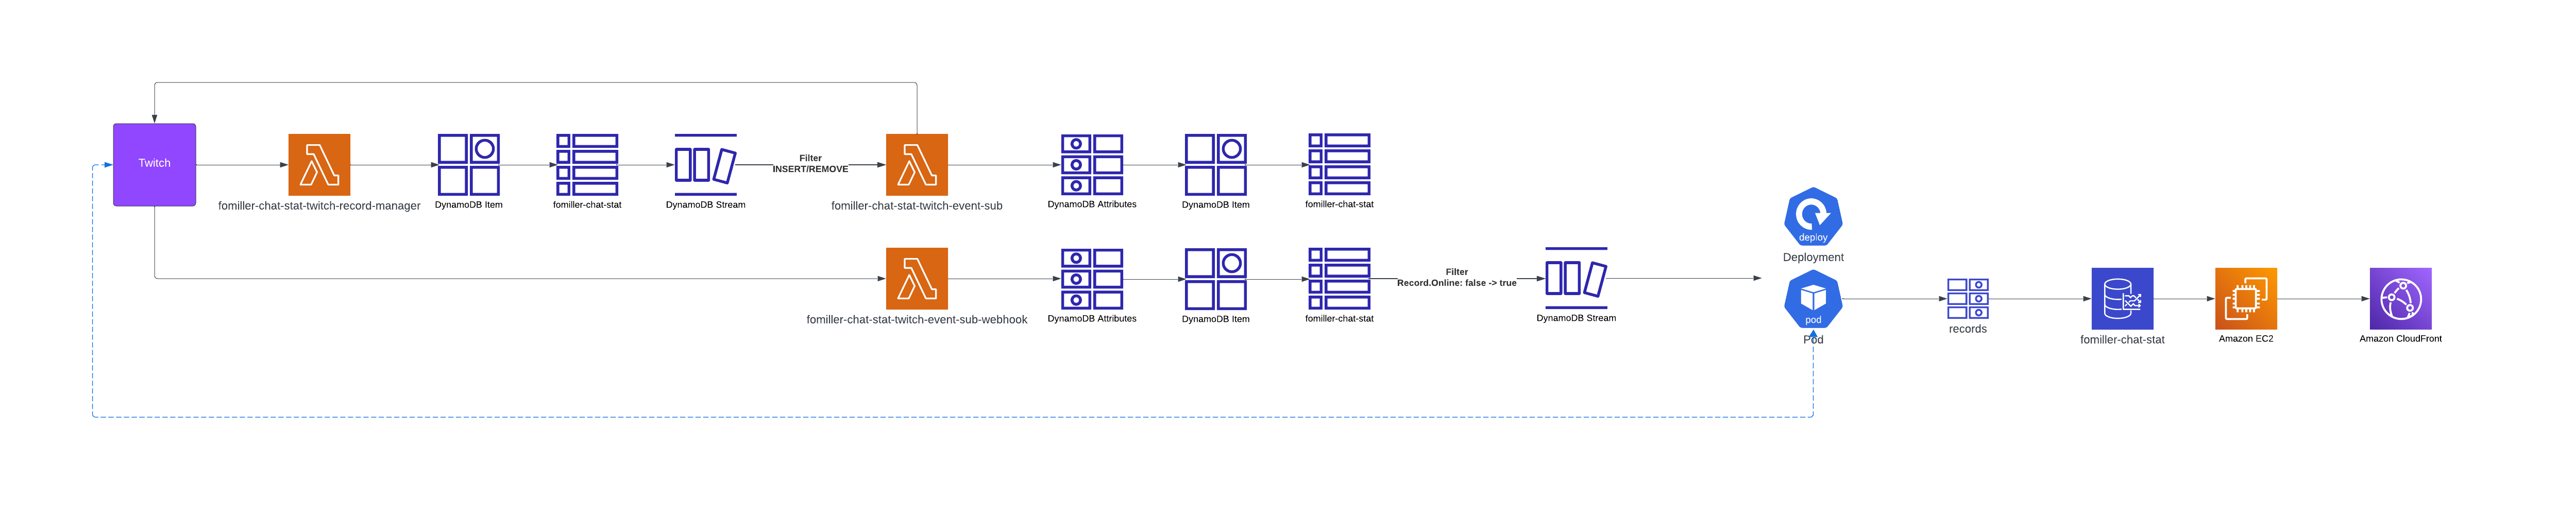 Twitch
fomiller-chat-stat-twitch-record-manager
DynamoDB Item
fomiller-chat-stat
DynamoDB Stream
Filter
INSERT/REMOVE
fomiller-chat-stat-twitch-event-sub
DynamoDB Attributes
DynamoDB Item
fomiller-chat-stat
fomiller-chat-stat-twitch-event-sub-webhook
DynamoDB Attributes
DynamoDB Item
fomiller-chat-stat
Filter
Record.Online: false -> true
DynamoDB Stream
deploy
Deployment
pod
Pod
records
fomiller-chat-stat
Amazon EC2
Amazon CloudFront